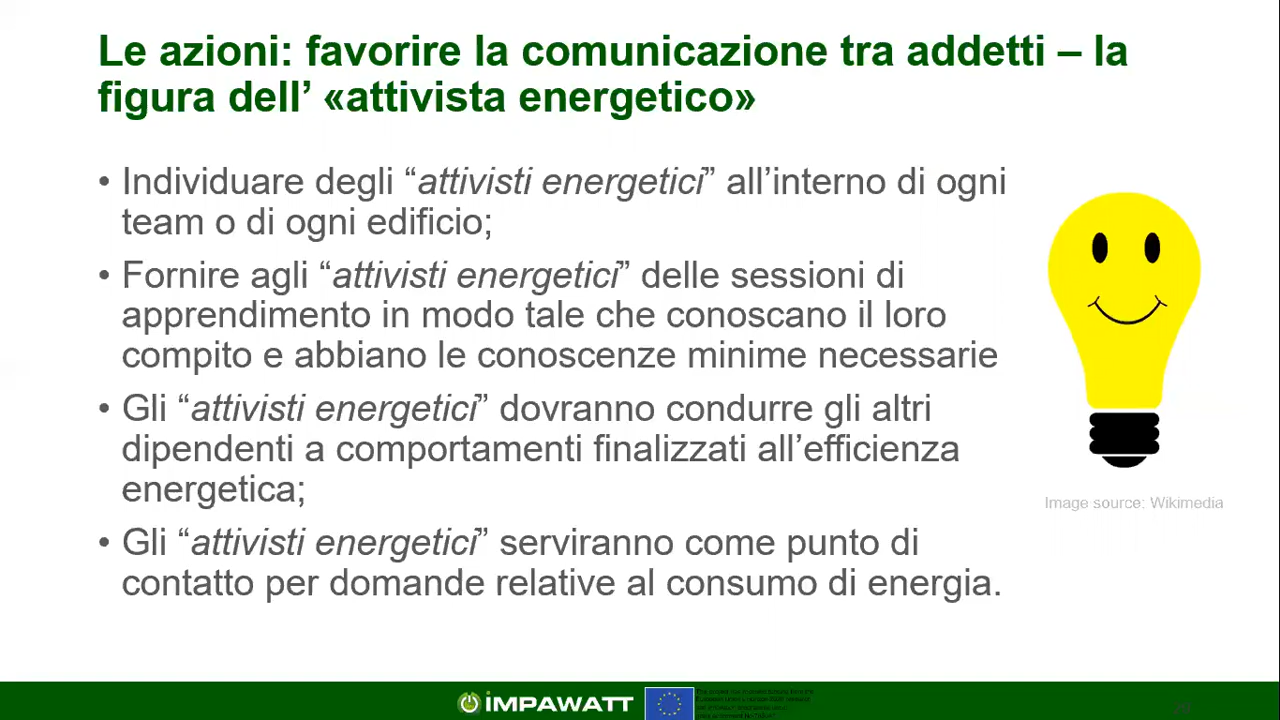 Le azioni: favorire la comunicazione tra addetti – la
figura dell’ «attivista energetico»
• Individuare degli “attivisti energetici” all’interno di ogni
team o di ogni edificio;
• Fornire agli “attivisti energetici” delle sessioni di
apprendimento in modo tale che conoscano il loro
compito e abbiano le conoscenze minime necessarie
• Gli “attivisti energetici” dovranno condurre gli altri
dipendenti a comportamenti finalizzati all’efficienza
energetica;
• Gli “attivisti energetici” serviranno come punto di
contatto per domande relative al consumo di energia.
Image source: Wikimedia
IMPAWATT